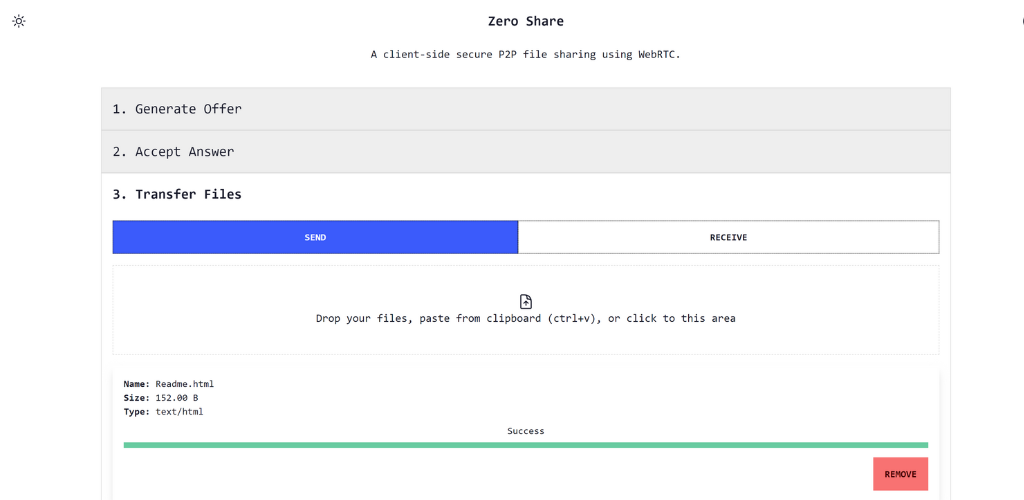 Zero Share
A client-side secure P2P file sharing using WebRTC.
1. Generate Offer
2. Accept Answer
3. Transfer Files
SEND
RECEIVE
Drop your files, paste from clipboard (ctrl+v), or click to this area
Name: Readme.html
Size: 152.00 B
Type: text/html
Success
REMOVE